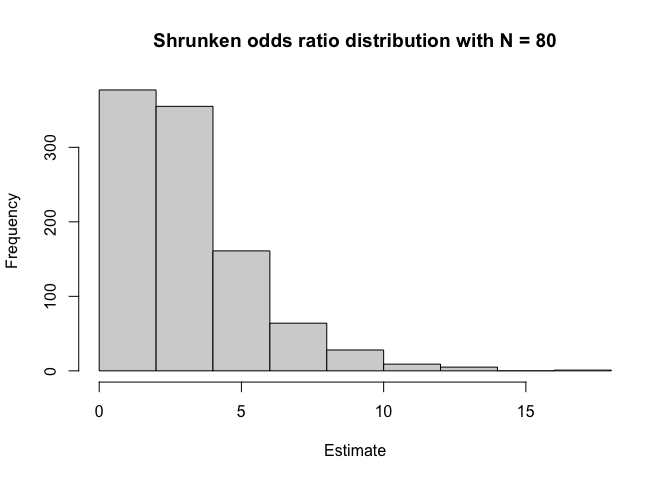 Shrunken odds ratio distribution with N = 80
Frequency
300
200
100
0
0 5 10 15
Estimate